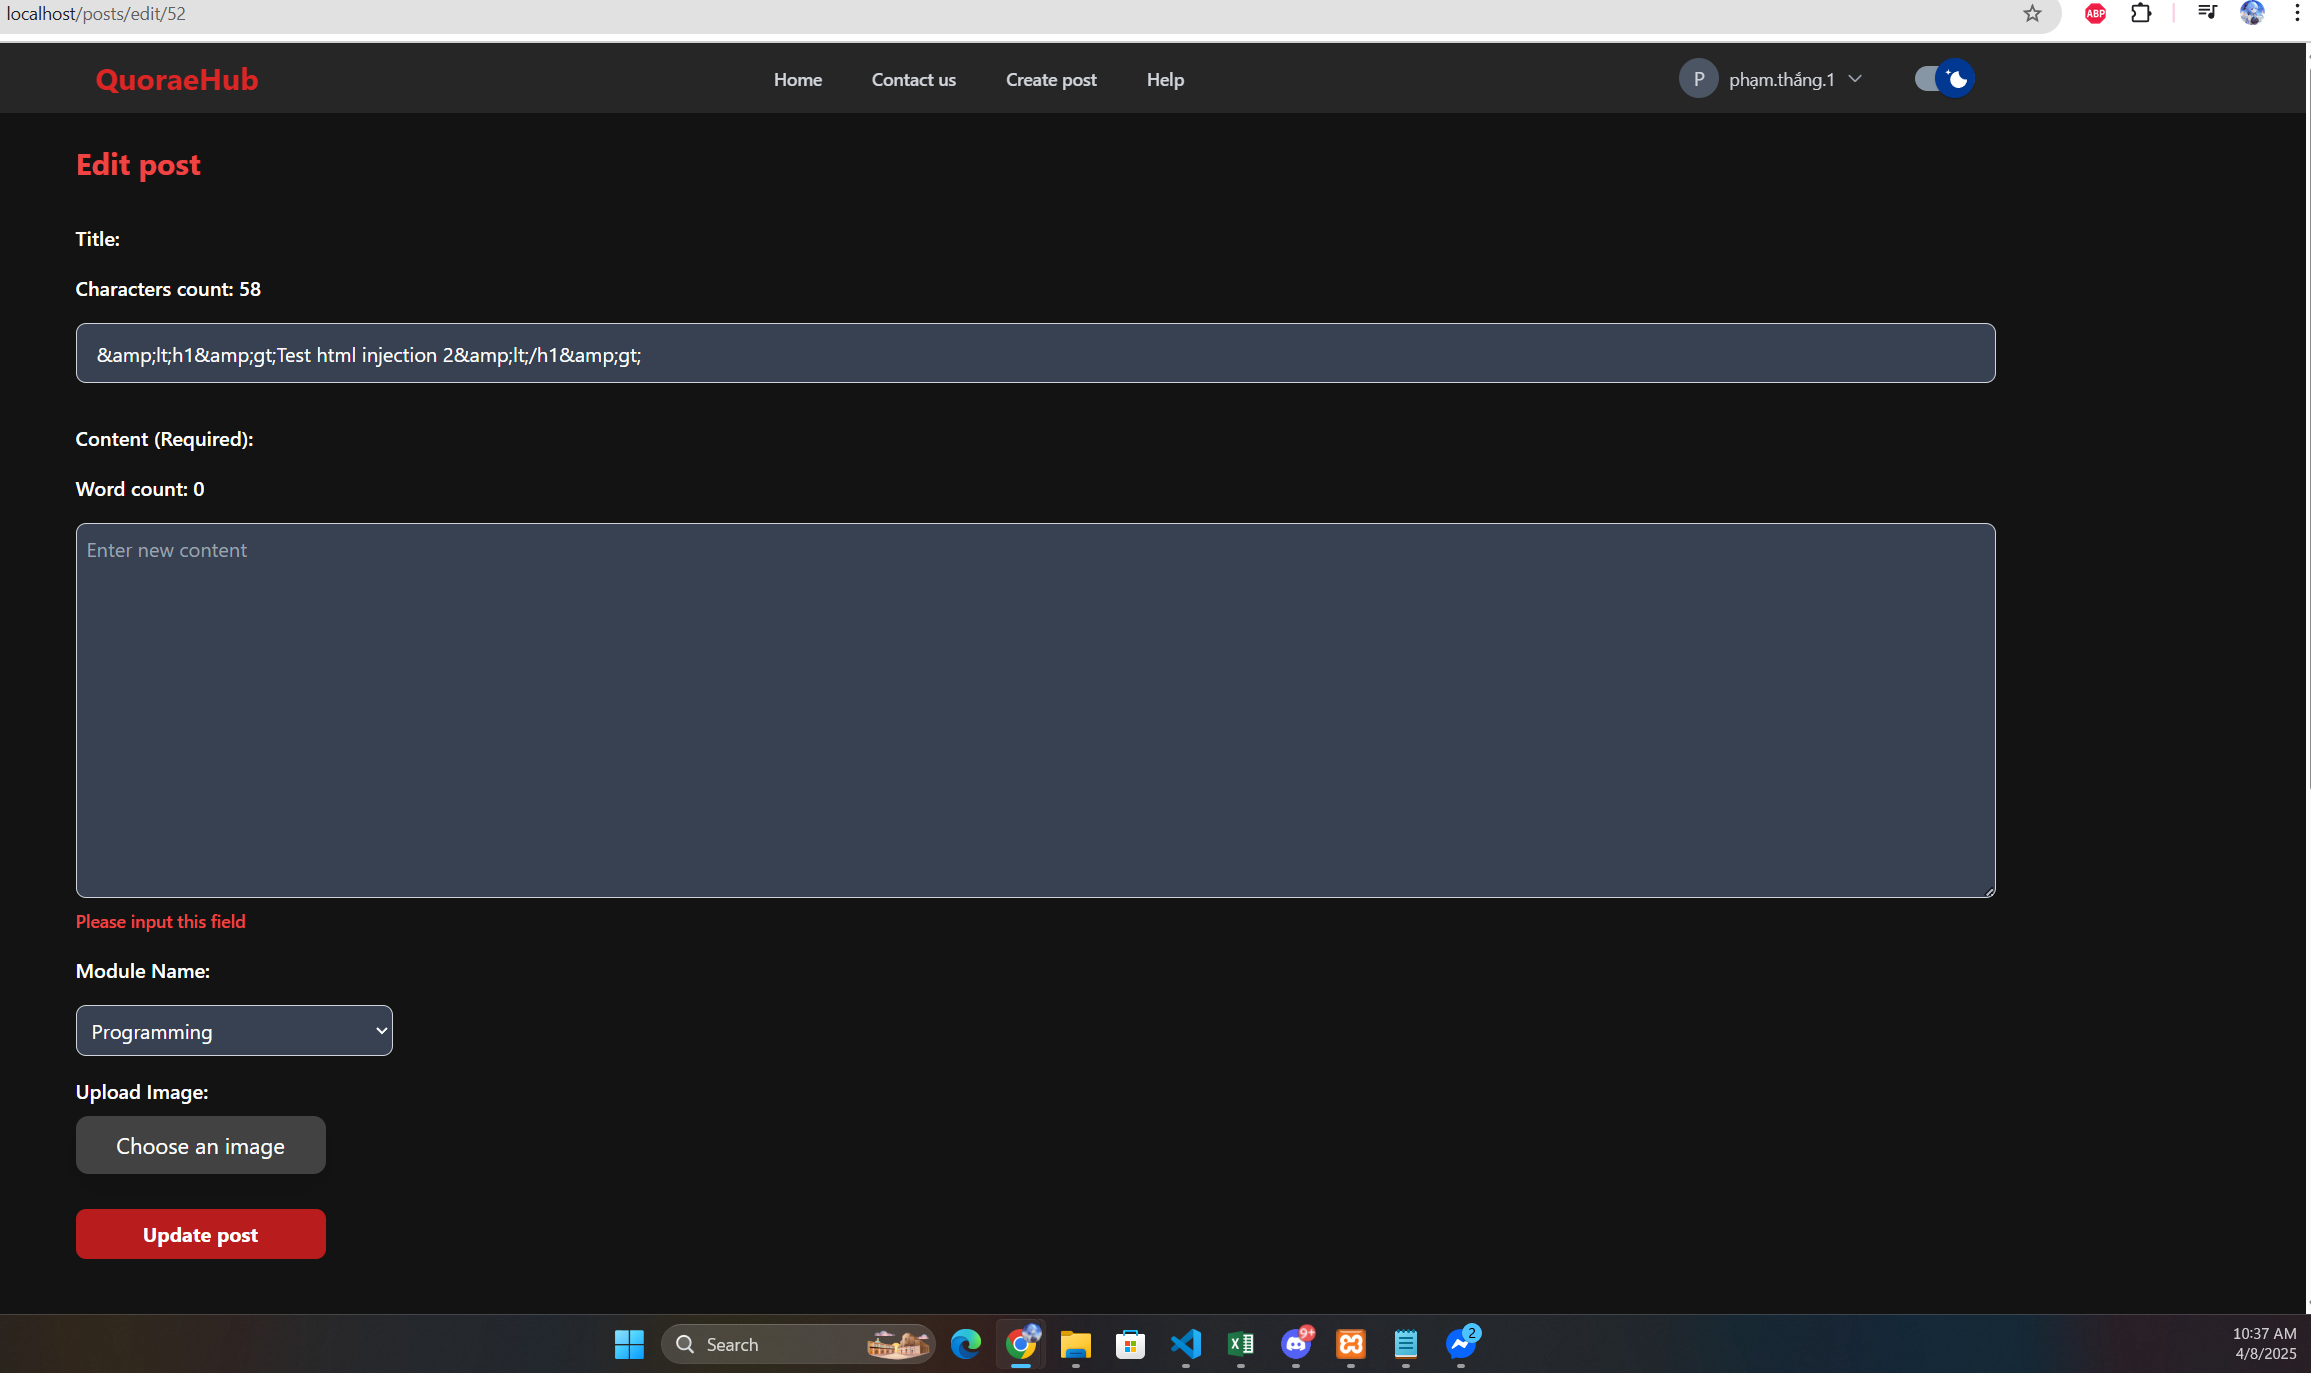 localhost/posts/edit/52
ABP
QuoraeHub
Home
Contact us
Create post
Help
P
phạm.thắng.1
Edit post
Title:
Characters count: 58
&amp;lt;h1&amp;gt;Test html injection 2&amp;lt;/h1&amp;gt;
Content (Required):
Word count: 0
Enter new content
Please input this field
Module Name:
Programming
Upload Image:
Choose an image
Update post
Search
9+
2
10:37 AM
4/8/2025